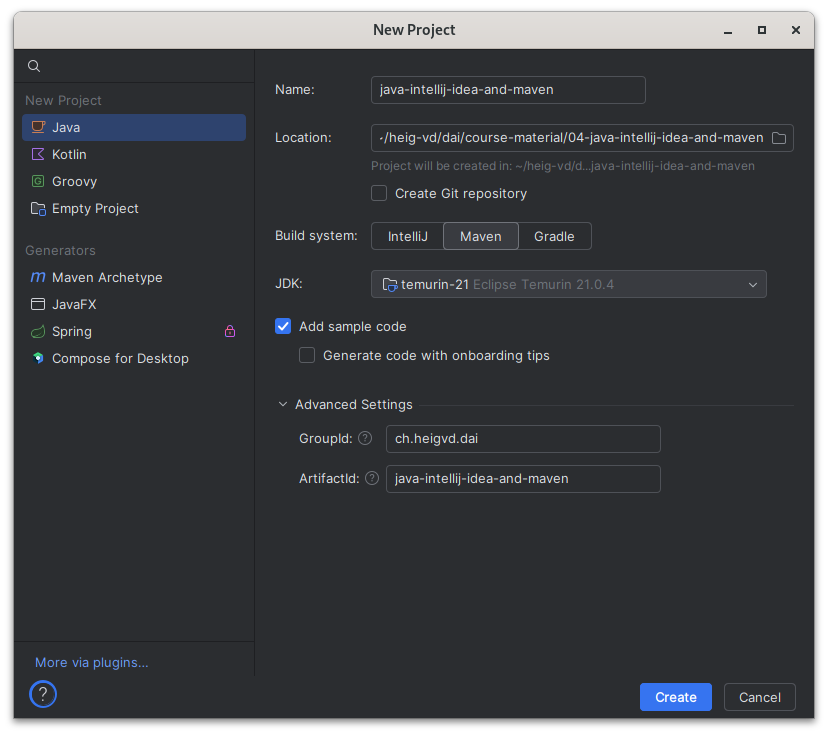 New Project
New Project
Java
Kotlin
Groovy
Empty Project
Generators
Maven Archetype
JavaFX
Spring
Compose for Desktop
More via plugins...
?
Name: java-intellij-idea-and-maven
Location: ~/heig-vd/dai/course-material/04-java-intellij-idea-and-maven
Project will be created in: ~/heig-vd/d...java-intellij-idea-and-maven
Create Git repository
Build system: IntelliJ Maven Gradle
JDK: temurin-21 Eclipse Temurin 21.0.4
Add sample code
Generate code with onboarding tips
Advanced Settings
GroupId: ? ch.heigvd.dai
ArtifactId: ? java-intellij-idea-and-maven
Create Cancel